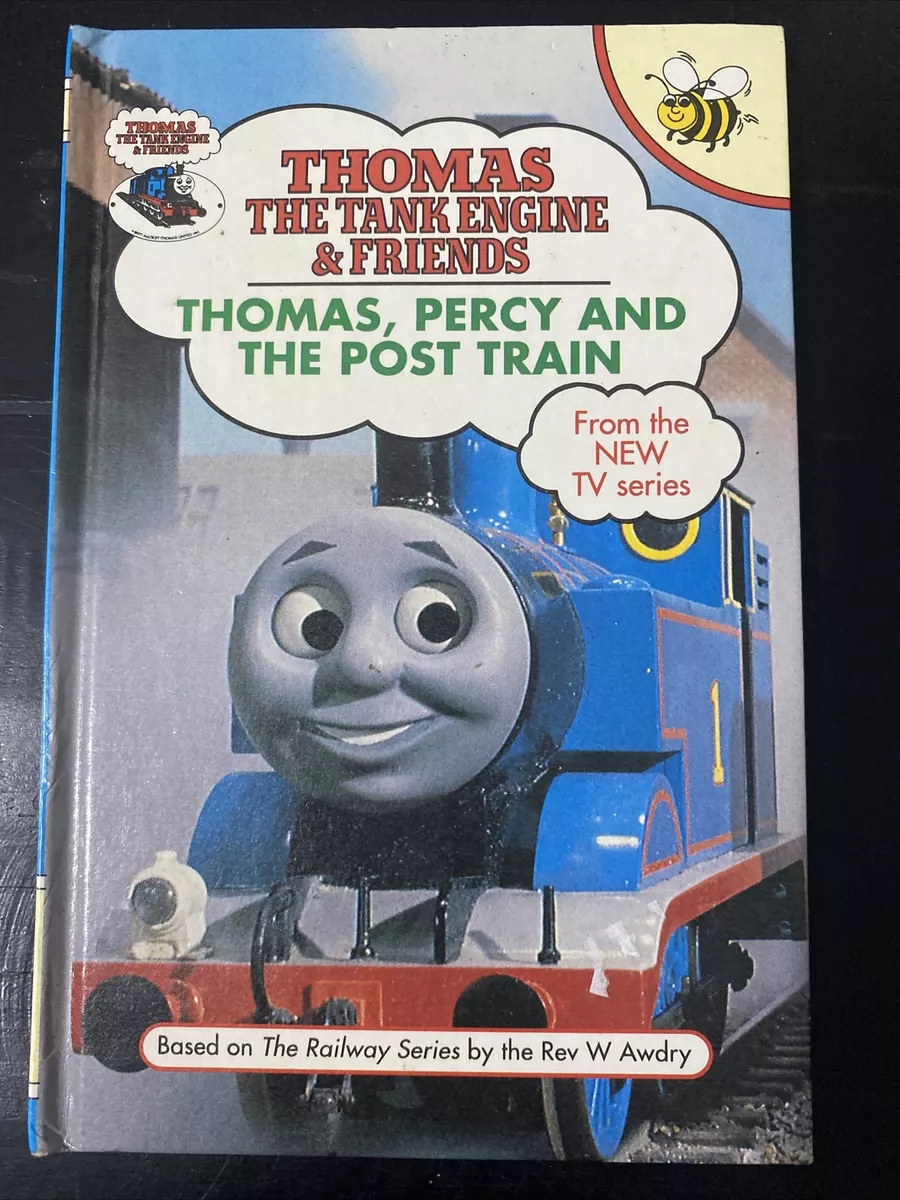 THOMAS
THE TANK ENGINE
& FRIENDS
THOMAS
THE TANK ENGINE
& FRIENDS
THOMAS, PERCY AND
THE POST TRAIN
From the
NEW
TV series
1
Based on The Railway Series by the Rev W Awdry